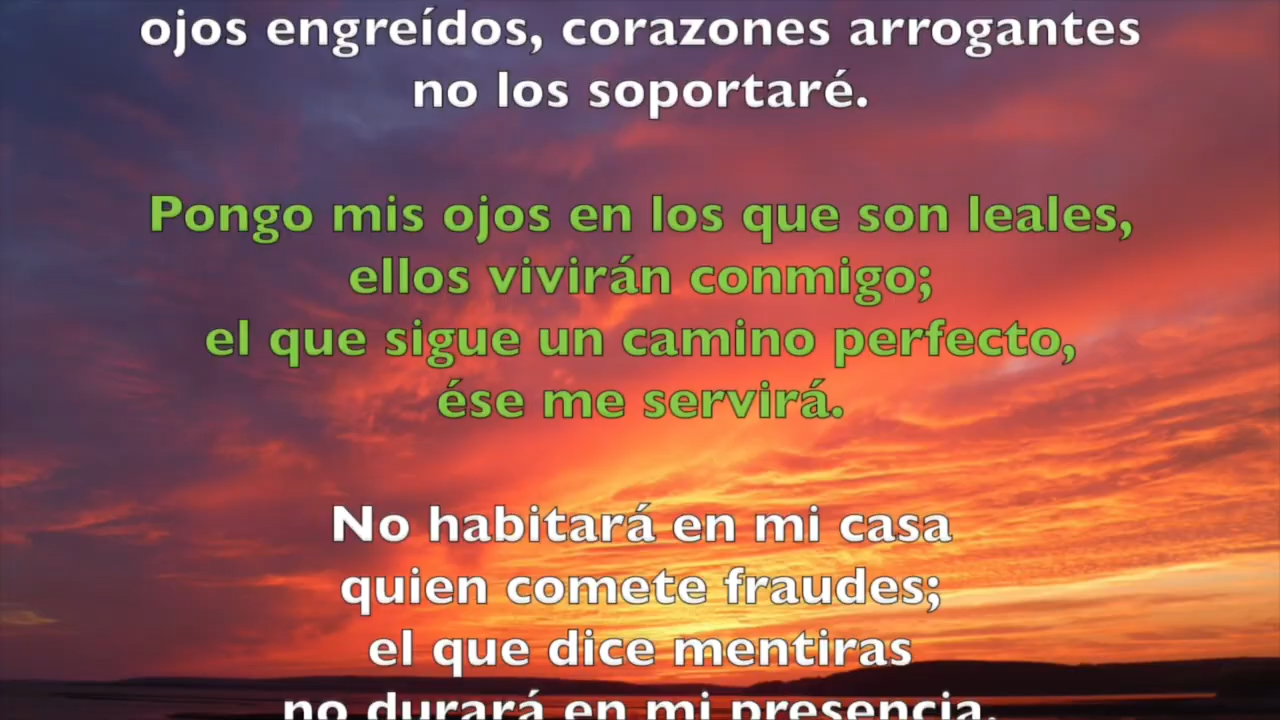 ojos engreídos, corazones arrogantes
no los soportaré.
Pongo mis ojos en los que son leales,
ellos vivirán conmigo;
el que sigue un camino perfecto,
ése me servirá.
No habitará en mi casa
quien comete fraudes;
el que dice mentiras
no durará en mi presencia.